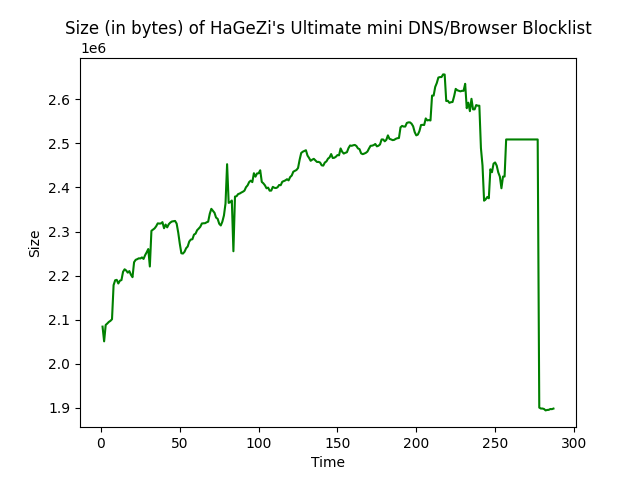 Size (in bytes) of HaGeZi's Ultimate mini DNS/Browser Blocklist
1e6
2.6
2.5
2.4
2.3
2.2
2.1
2.0
1.9
Size
0 50 100 150 200 250 300
Time